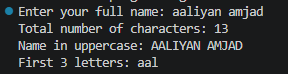 Enter your full name: aaliyan amjad
Total number of characters: 13
Name in uppercase: AALIYAN AMJAD
First 3 letters: aal